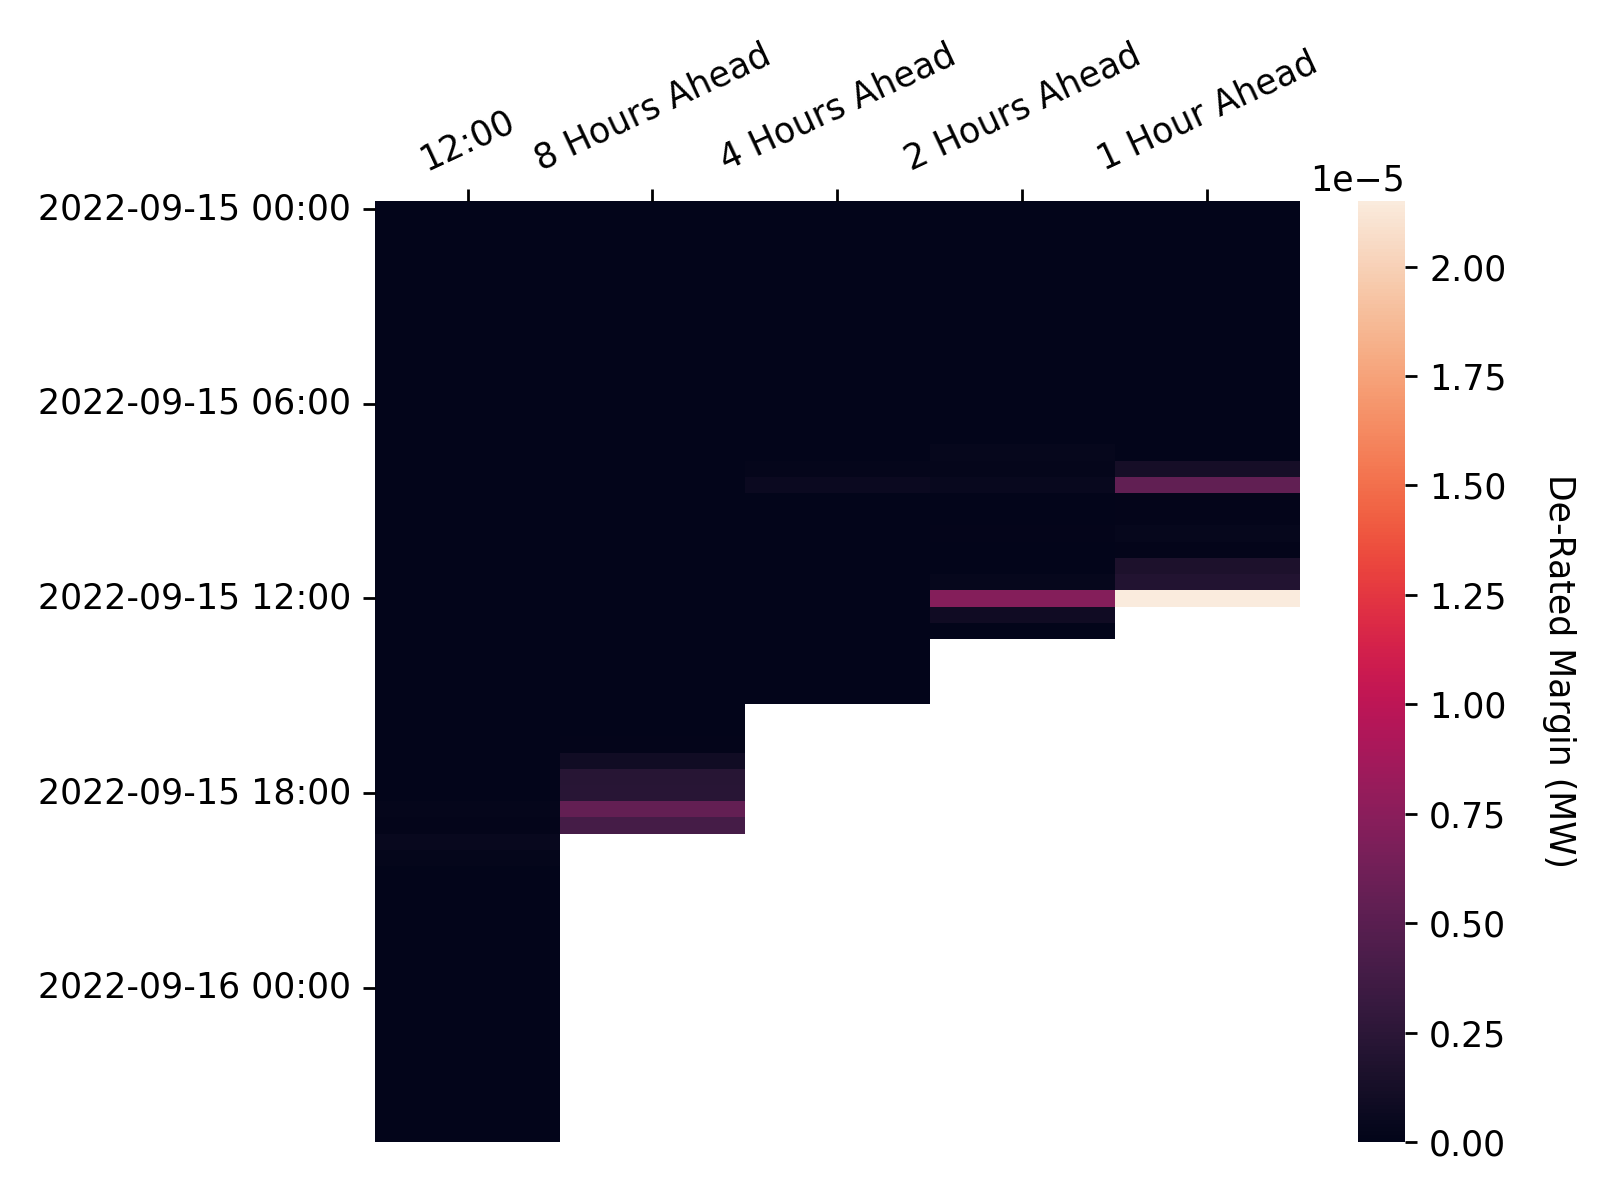 12:00
8 Hours Ahead
4 Hours Ahead
2 Hours Ahead
1 Hour Ahead
1e−5
2022-09-15 00:00
2022-09-15 06:00
2022-09-15 12:00
2022-09-15 18:00
2022-09-16 00:00
2.00
1.75
1.50
1.25
1.00
0.75
0.50
0.25
0.00
De-Rated Margin (MW)